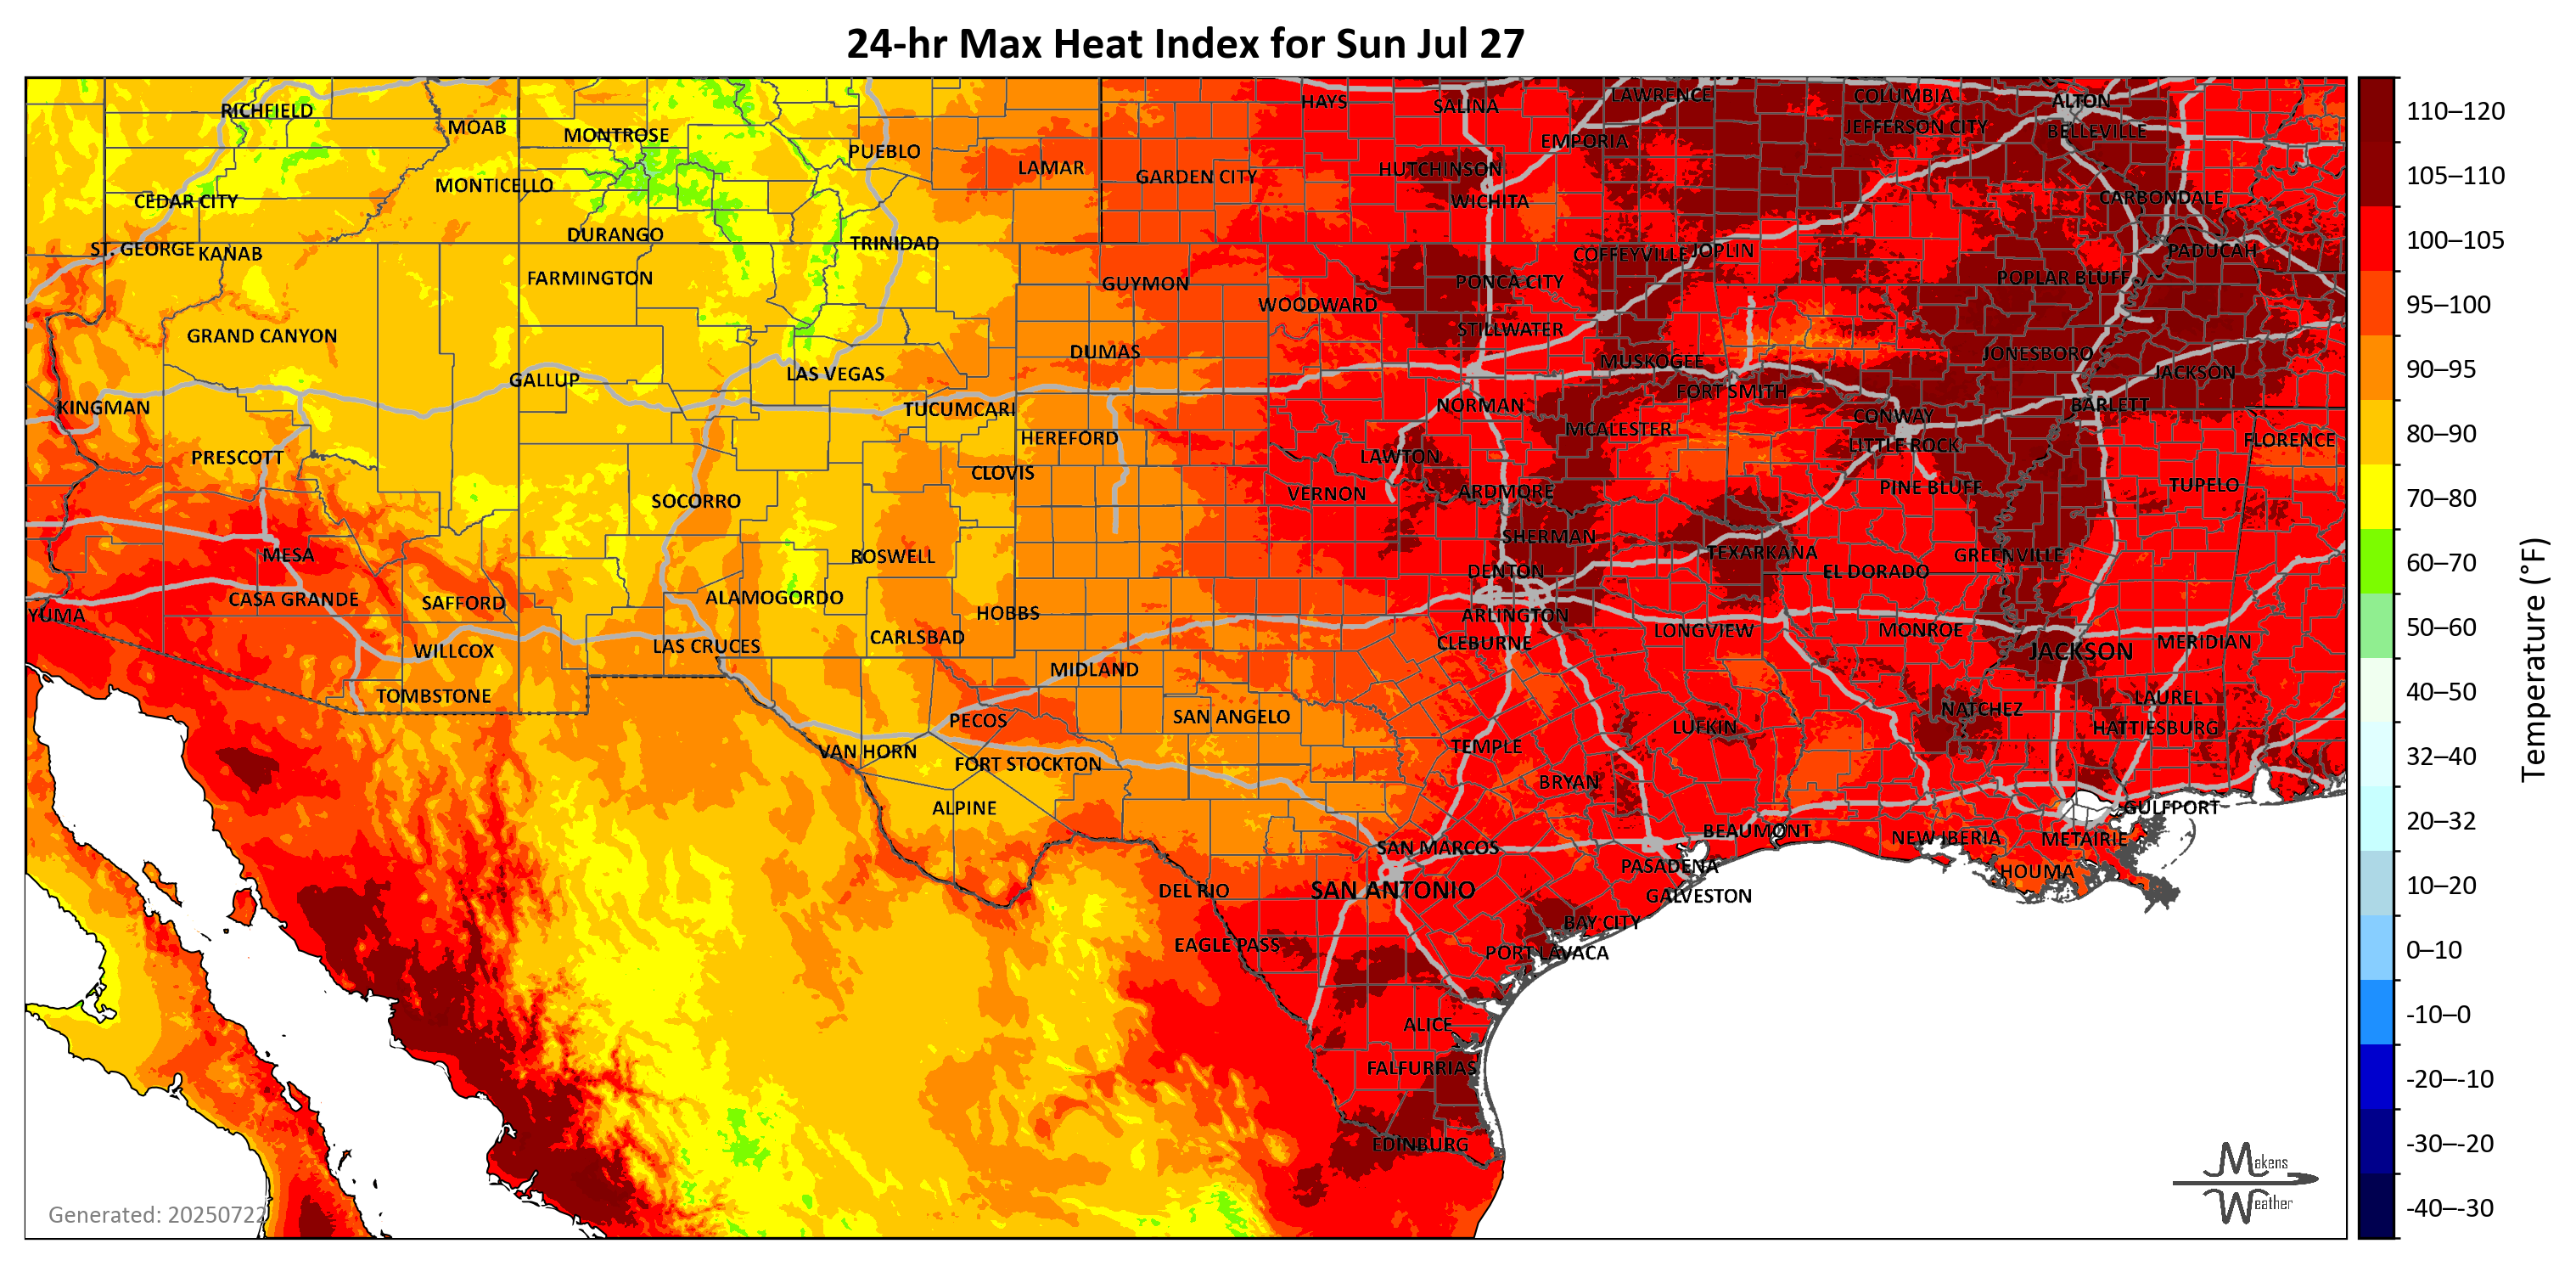 24-hr Max Heat Index for Sun Jul 27
RICHFIELD
MOAB
MONTROSE
PUEBLO
LAMAR
GARDEN CITY
HAYS
SALINA
LAWRENCE
COLUMBIA
ALTON
EMPORIA
JEFFERSON CITY
BELLEVILLE
HUTCHINSON
CEDAR CITY
MONTICELLO
WICHITA
CARBONDALE
ST. GEORGE
KANAB
DURANGO
TRINIDAD
COFFEYVILLE
JOPLIN
PADUCAH
FARMINGTON
GUYMON
PONCA CITY
POPLAR BLUFF
WOODWARD
GRAND CANYON
STILLWATER
DUMAS
MUSKOGEE
JONESBORO
GALLUP
LAS VEGAS
FORT SMITH
JACKSON
KINGMAN
TUCUMCARI
NORMAN
CONWAY
BARLETT
HEREFORD
MCALESTER
LITTLE ROCK
FLORENCE
PRESCOTT
CLOVIS
LAWTON
SOCORRO
VERNON
ARDMORE
PINE BLUFF
TUPELO
MESA
ROSWELL
SHERMAN
TEXARKANA
GREENVILLE
DENTON
EL DORADO
YUMA
CASA GRANDE
SAFFORD
ALAMOGORDO
HOBBS
ARLINGTON
WILLCOX
LAS CRUCES
CARLSBAD
CLEBURNE
LONGVIEW
MONROE
JACKSON
MERIDIAN
TOMBSTONE
MIDLAND
PECOS
SAN ANGELO
LUFKIN
NATCHEZ
LAUREL
HATTIESBURG
VAN HORN
FORT STOCKTON
TEMPLE
BRYAN
ALPINE
GULFPORT
SAN MARCOS
BEAUMONT
NEW IBERIA
METAIRIE
DEL RIO
SAN ANTONIO
PASADENA
HOUMA
GALVESTON
EAGLE PASS
BAY CITY
PORT LAVACA
ALICE
FALFURRIAS
EDINBURG
Generated: 20250722
Makens
Weather
110–120
105–110
100–105
95–100
90–95
80–90
70–80
60–70
50–60
40–50
32–40
20–32
10–20
0–10
-10–0
-20–-10
-30–-20
-40–-30
Temperature (°F)